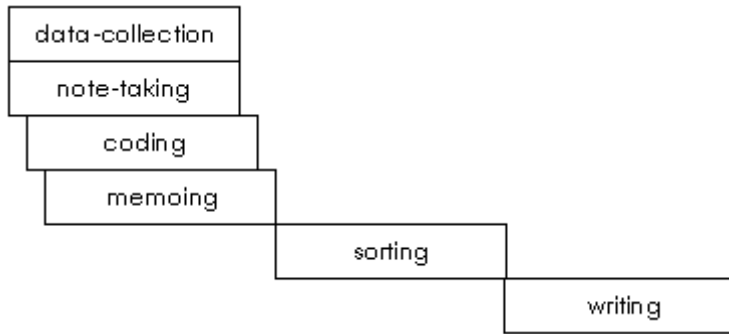 data-collection
note-taking
coding
memoing
sorting
writing